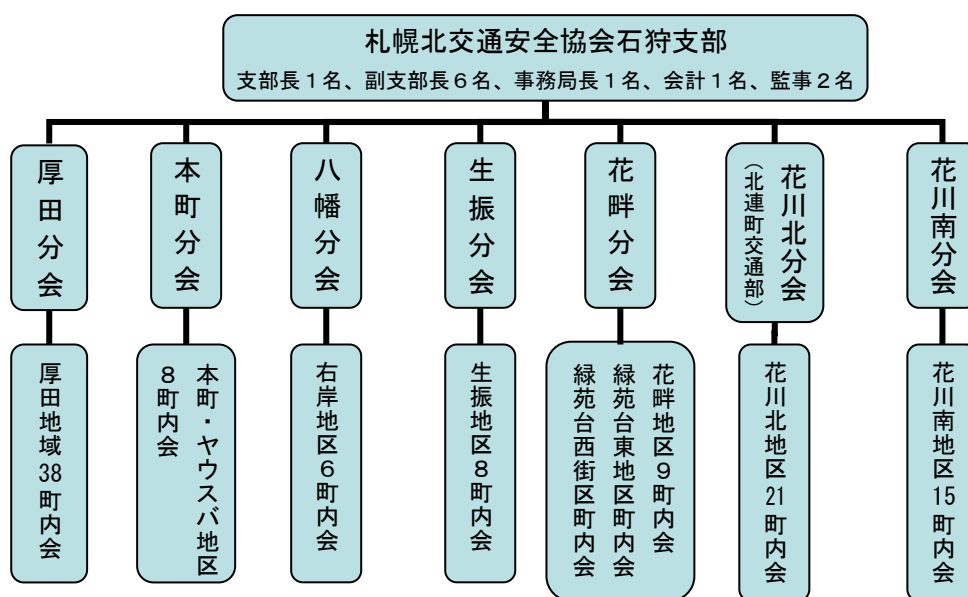 札幌北交通安全協会石狩支部
支部長１名、副支部長６名、事務局長１名、会計１名、監事２名
厚田分会
本町分会
八幡分会
生振分会
花畔分会
花川北分会
（北連町交通部）
花川南分会
厚田地域38町内会
本町・ヤウスバ地区
８町内会
右岸地区６町内会
生振地区８町内会
花畔地区９町内会
緑苑台東地区町内会
緑苑台西街区町内会
花川北地区21町内会
花川南地区15町内会